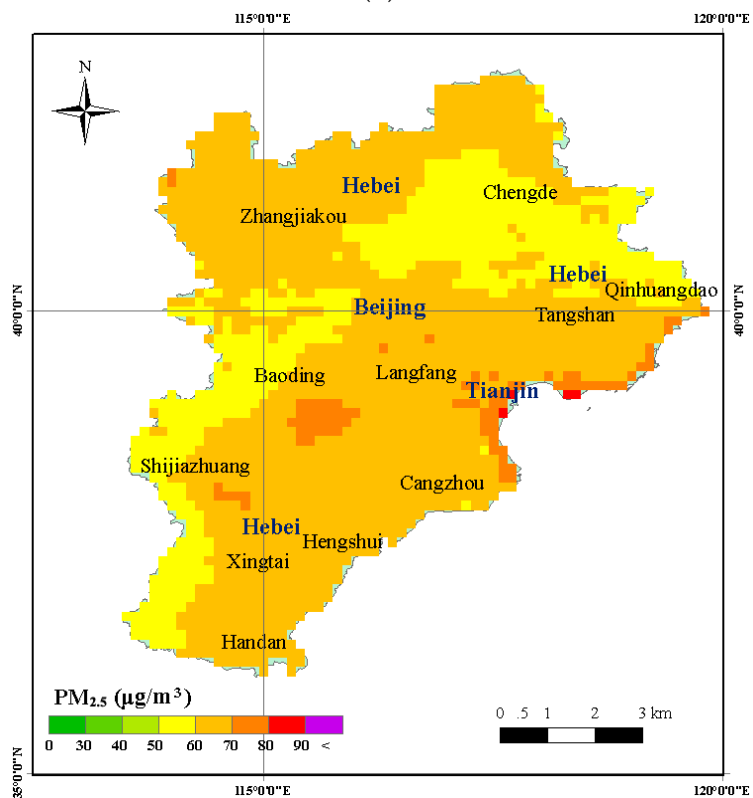 115°0'0"E
120°0'0"E
N
Hebei
Chengde
Zhangjiakou
Hebei
Qinhuangdao
40°0'0"N
Beijing
Tangshan
40°0'0"N
Baoding
Langfang
Tianjin
Shijiazhuang
Cangzhou
Hebei
Hengshui
Xingtai
Handan
PM2.5 (µg/m³)
0 30 40 50 60 70 80 90 <
0 .5 1 2 3 km
35°0'0"N
115°0'0"E
120°0'0"E